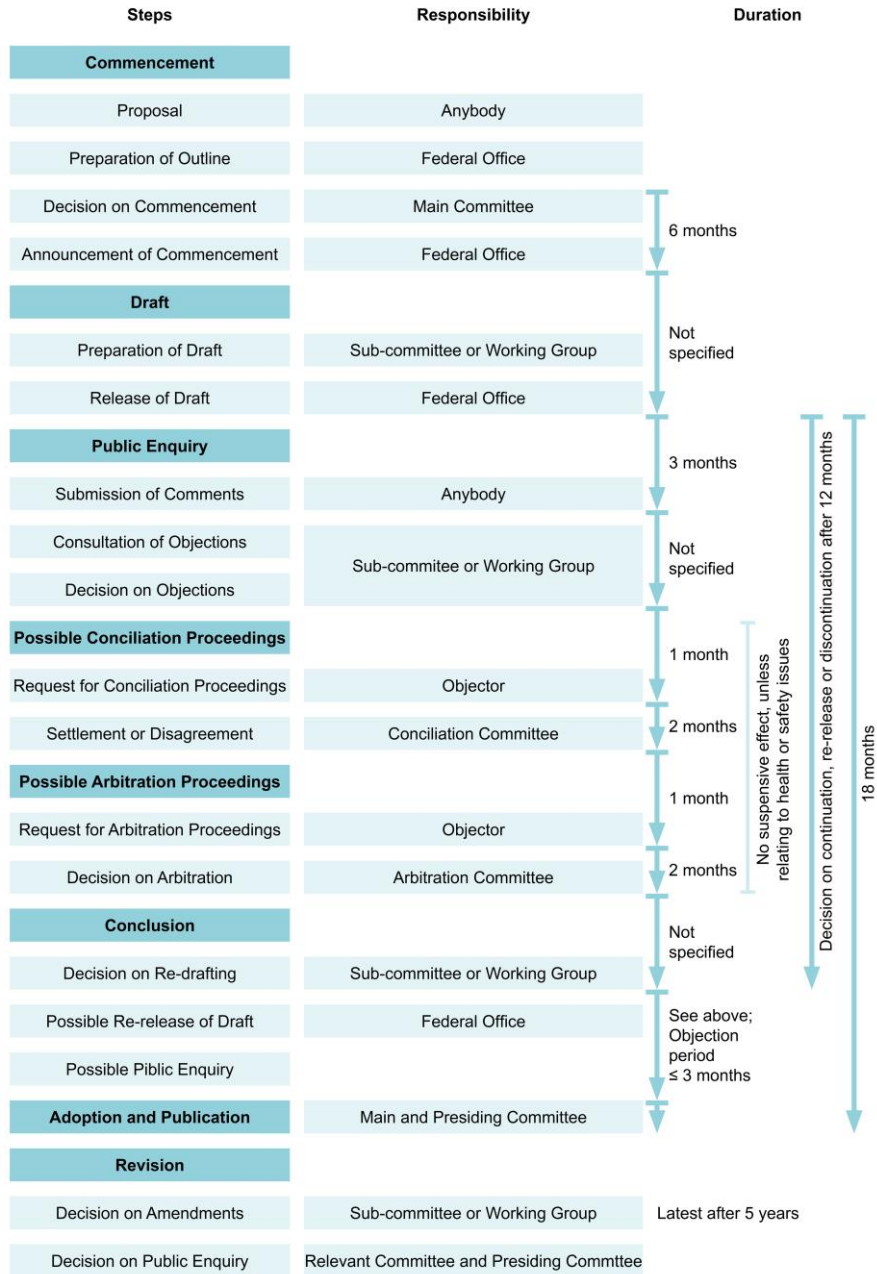 Steps Responsibility Duration
Commencement
Proposal Anybody
Preparation of Outline Federal Office
Decision on Commencement Main Committee
6 months
Announcement of Commencement Federal Office
Draft
Not
specified
Preparation of Draft Sub-committee or Working Group
Release of Draft Federal Office
Public Enquiry
3 months
Submission of Comments Anybody
Consultation of Objections
Sub-commitee or Working Group
Not
specified
Decision on Objections
Possible Conciliation Proceedings
1 month
Request for Conciliation Proceedings Objector
Settlement or Disagreement Conciliation Committee 2 months
Possible Arbitration Proceedings
1 month
Request for Arbitration Proceedings Objector
Decision on Arbitration Arbitration Committee 2 months
No suspensive effect, unless
relating to health or safety issues
Decision on continuation, re-release or discontinuation after 12 months
18 months
Conclusion
Not
specified
Decision on Re-drafting Sub-committee or Working Group
Possible Re-release of Draft Federal Office
See above;
Objection
period
≤ 3 months
Possible Piblic Enquiry
Adoption and Publication Main and Presiding Committee
Revision
Decision on Amendments Sub-committee or Working Group Latest after 5 years
Decision on Public Enquiry Relevant Committee and Presiding Commttee